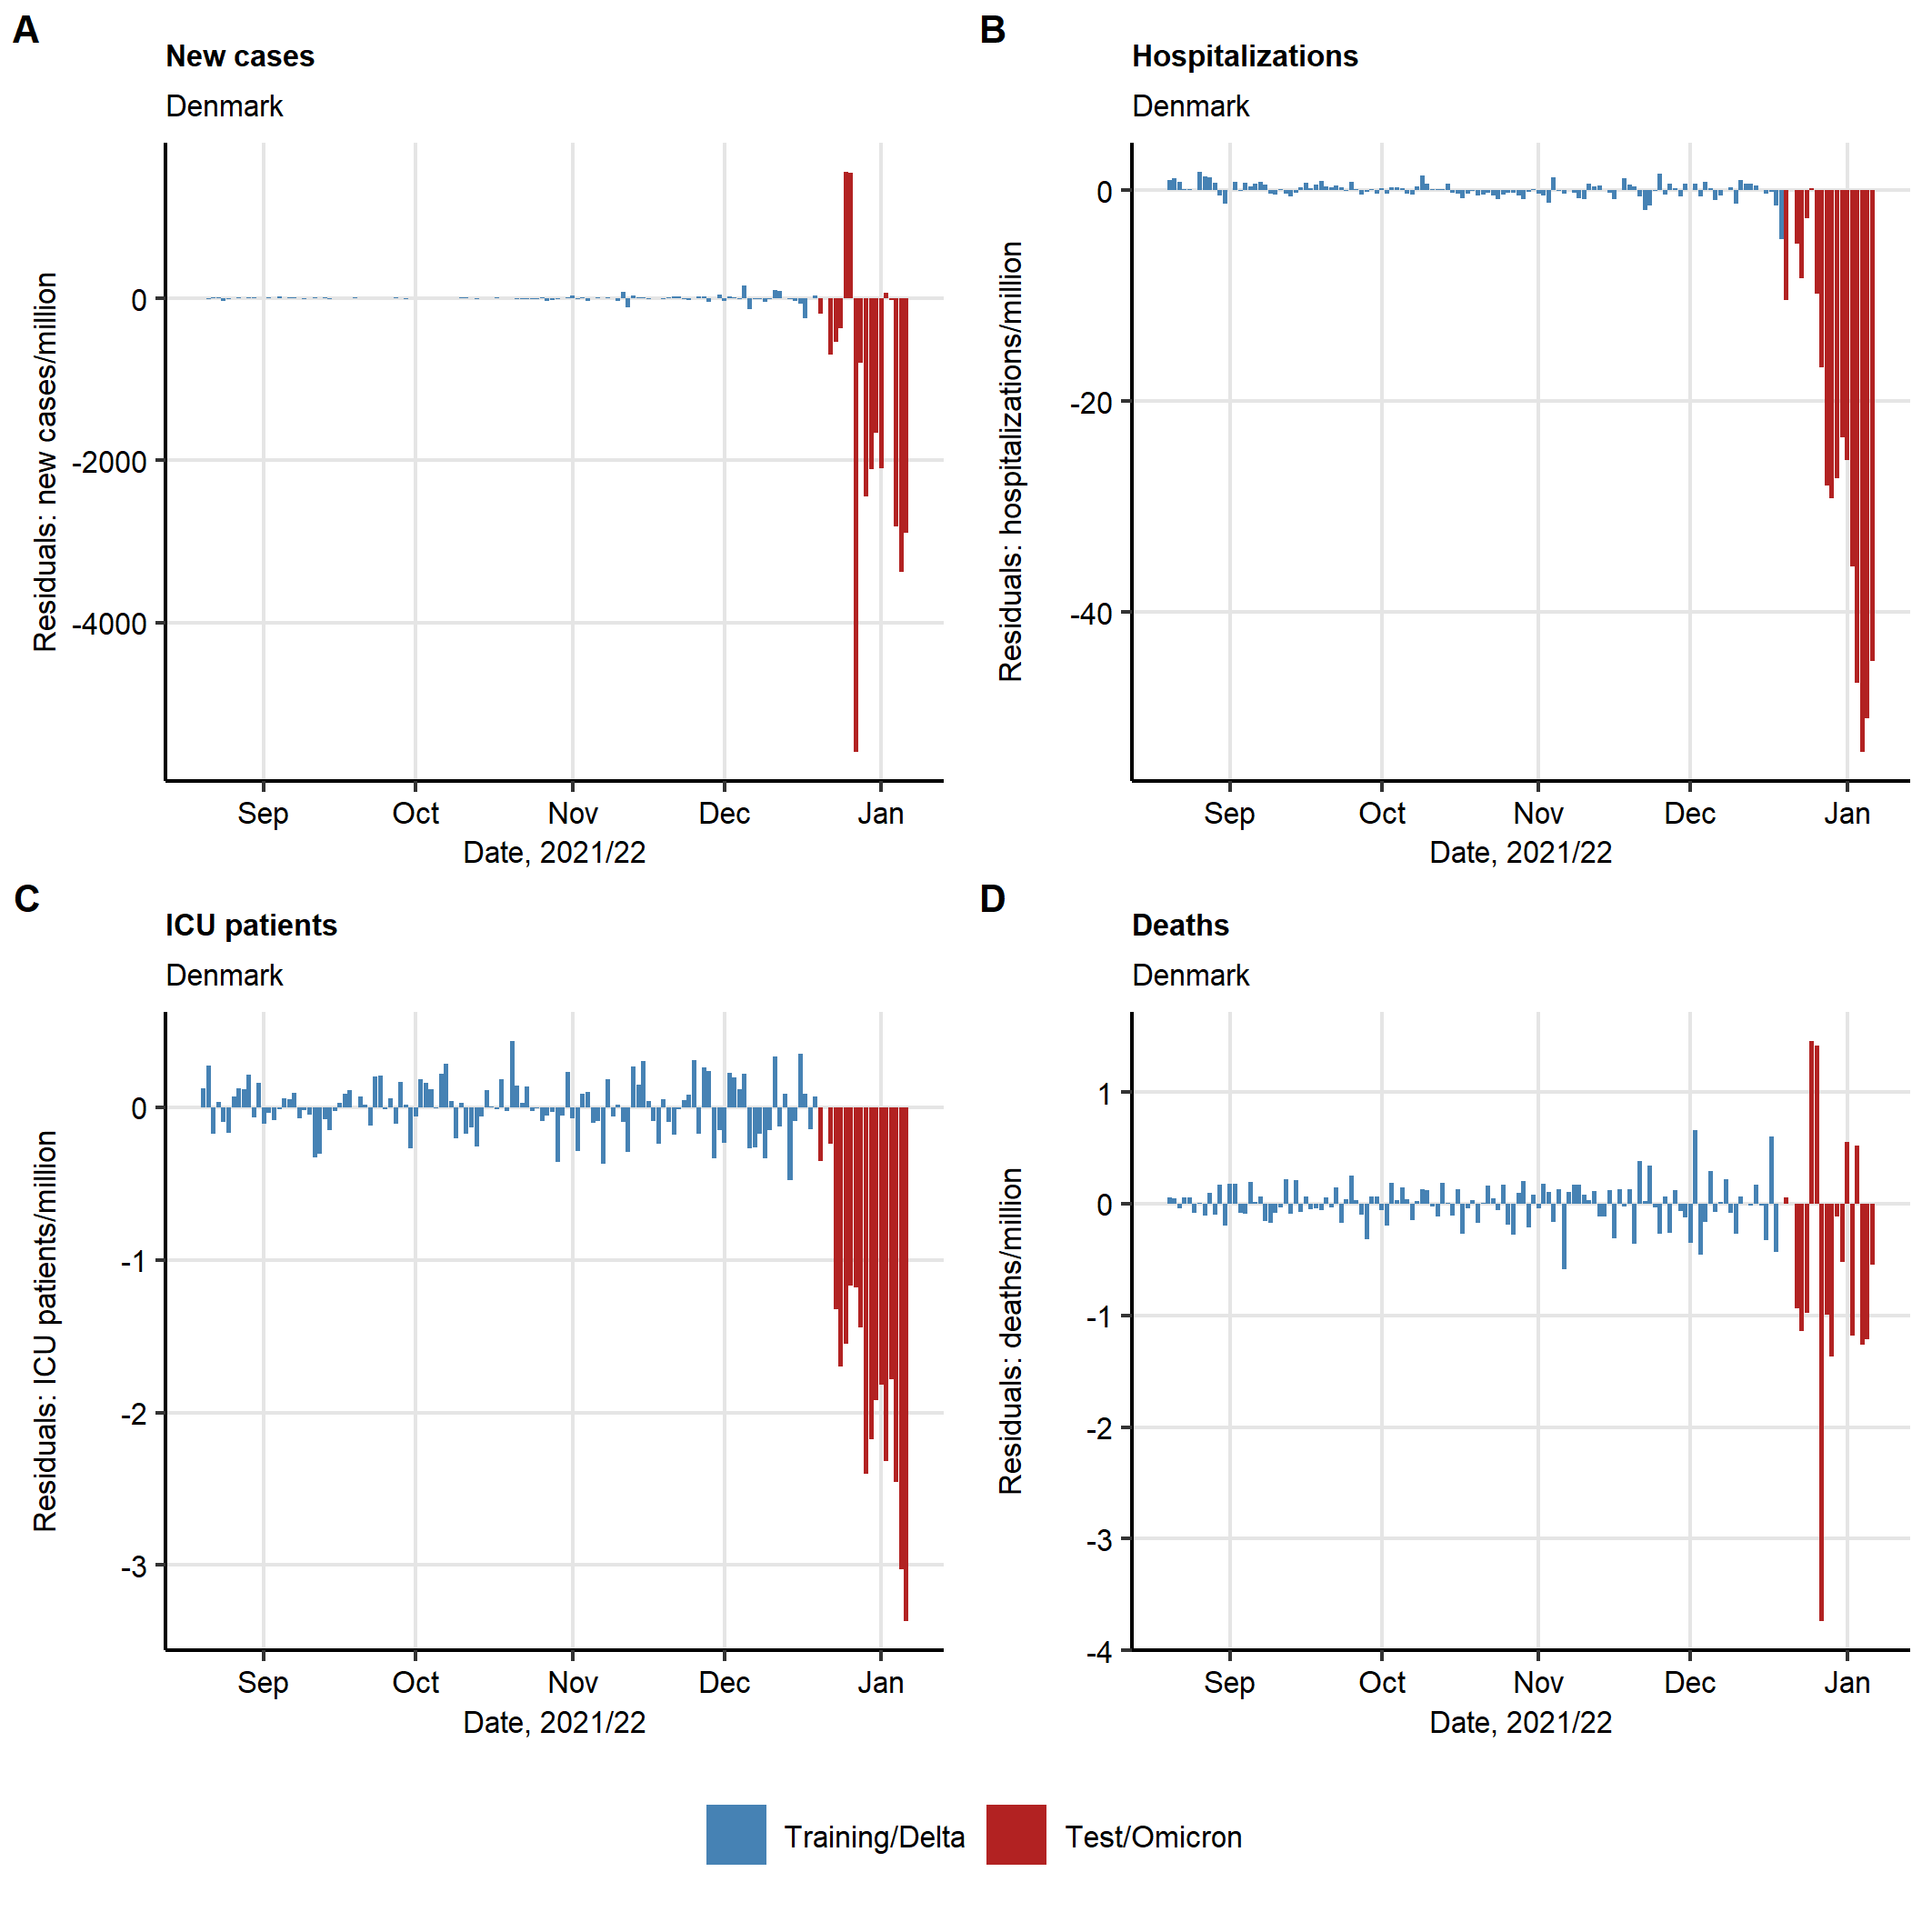 A
New cases
Denmark
Residuals: new cases/million
0
-2000
-4000
Sep Oct Nov Dec Jan
Date, 2021/22
B
Hospitalizations
Denmark
Residuals: hospitalizations/million
0
-20
-40
Sep Oct Nov Dec Jan
Date, 2021/22
C
ICU patients
Denmark
Residuals: ICU patients/million
0
-1
-2
-3
Sep Oct Nov Dec Jan
Date, 2021/22
D
Deaths
Denmark
Residuals: deaths/million
1
0
-1
-2
-3
-4
Sep Oct Nov Dec Jan
Date, 2021/22
Training/Delta Test/Omicron